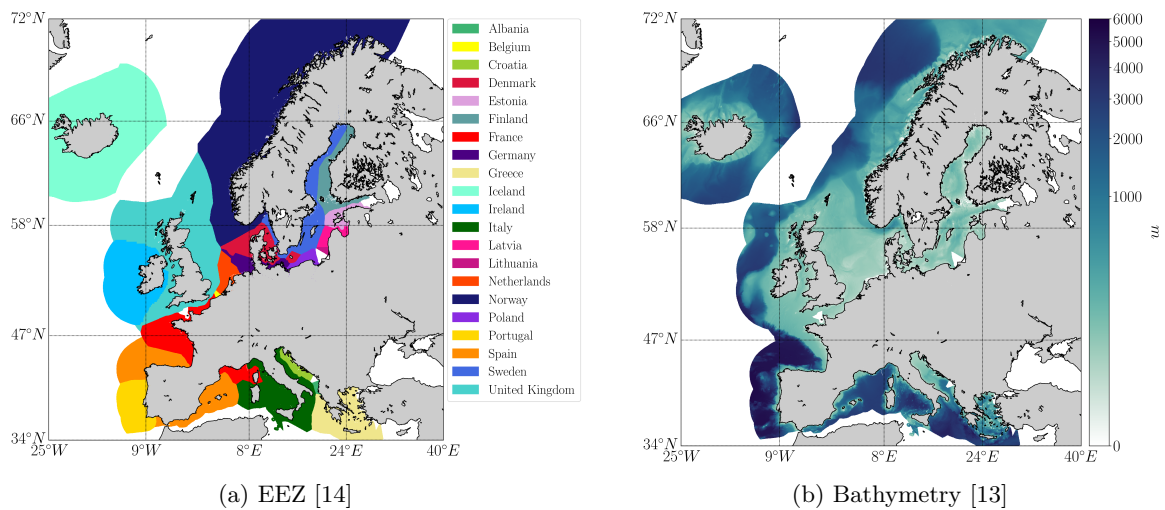 72°N
66°N
58°N
47°N
34°N
25°W
9°W
8°E
24°E
40°E
Albania
Belgium
Croatia
Denmark
Estonia
Finland
France
Germany
Greece
Iceland
Ireland
Italy
Latvia
Lithuania
Netherlands
Norway
Poland
Portugal
Spain
Sweden
United Kingdom
(a) EEZ [14]
72°N
66°N
58°N
47°N
34°N
25°W
9°W
8°E
24°E
40°E
6000
5000
4000
3000
2000
1000
0
m
(b) Bathymetry [13]